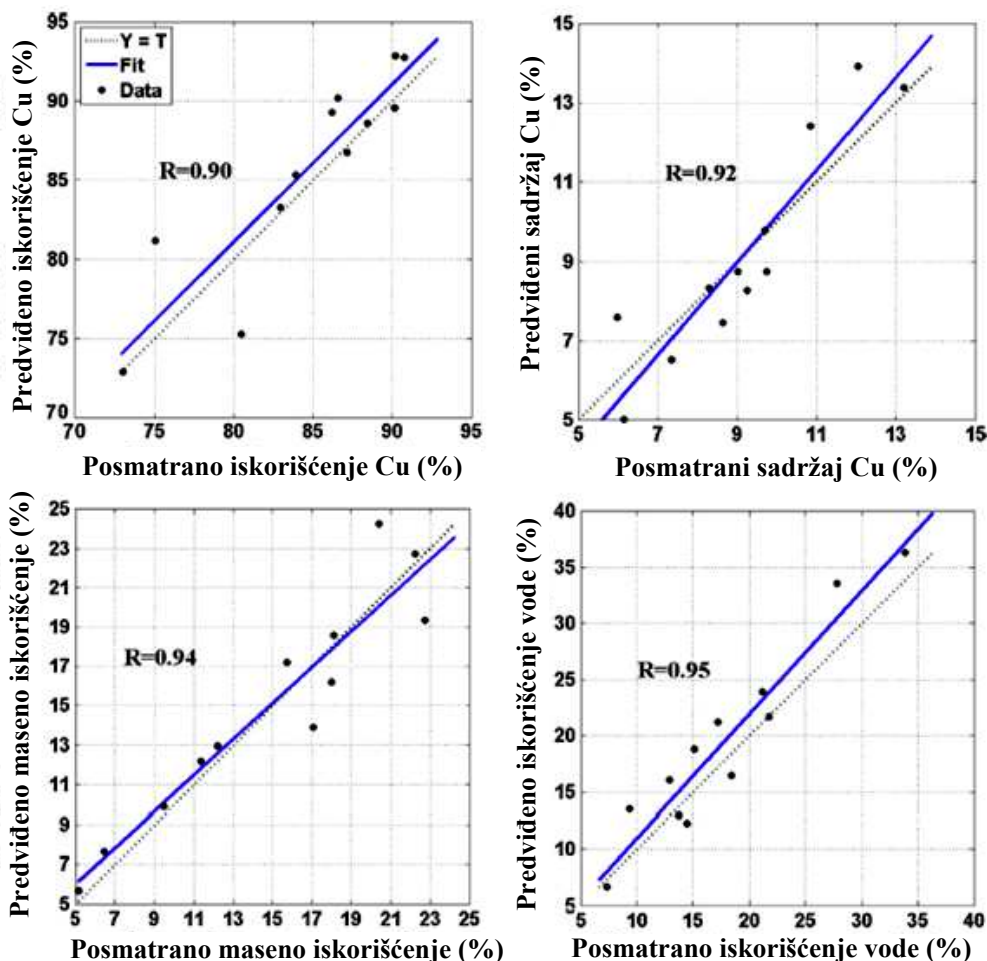 Predviđeno iskorišćenje Cu (%)
95
90
85
80
75
70
Y = T
Fit
Data
R=0.90
70 75 80 85 90 95
Posmatrano iskorišćenje Cu (%)
Predviđeni sadržaj Cu (%)
15
13
11
9
7
5
R=0.92
5 7 9 11 13 15
Posmatrani sadržaj Cu (%)
Predviđeno maseno iskorišćenje (%)
25
23
21
19
17
15
13
11
9
7
5
R=0.94
5 7 9 11 13 15 17 19 21 23 25
Posmatrano maseno iskorišćenje (%)
Predviđeno iskorišćenje vode (%)
40
35
30
25
20
15
10
5
R=0.95
5 10 15 20 25 30 35 40
Posmatrano iskorišćenje vode (%)